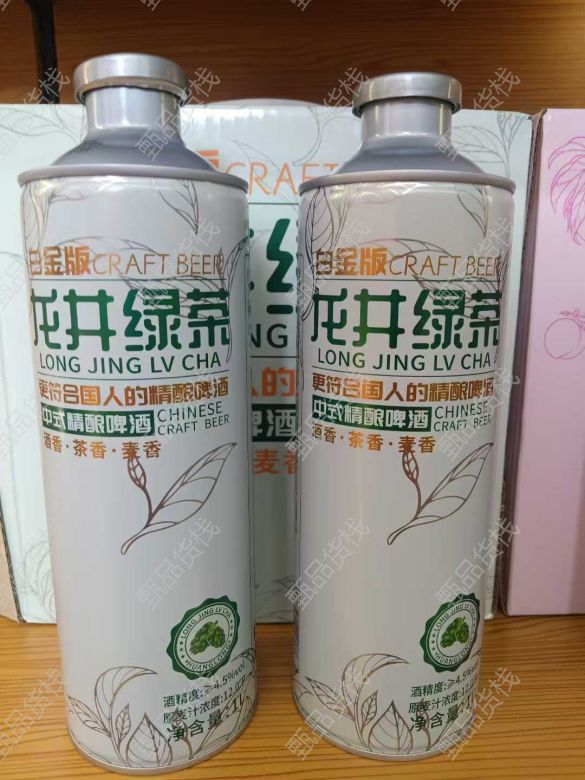 白金版CRAFT BEER
龙井绿茶
LONG JING LV CHA
更符合国人的精酿啤酒
中式精酿啤酒
CHINESE
CRAFT BEER
酒香·茶香·麦香
LONG JING LV CHA
酒精度:≥4.5%vol
原麦汁浓度:12.0°P
净含量:1L
白金版CRAFT BEER
龙井绿茶
LONG JING LV CHA
更符合国人的精酿啤酒
中式精酿啤酒
CHINESE
CRAFT BEER
酒香·茶香·麦香
LONG JING LV CHA
酒精度:≥4.5%vol
原麦汁浓度:12.0
净含量:1
CRAFT
甄品货栈